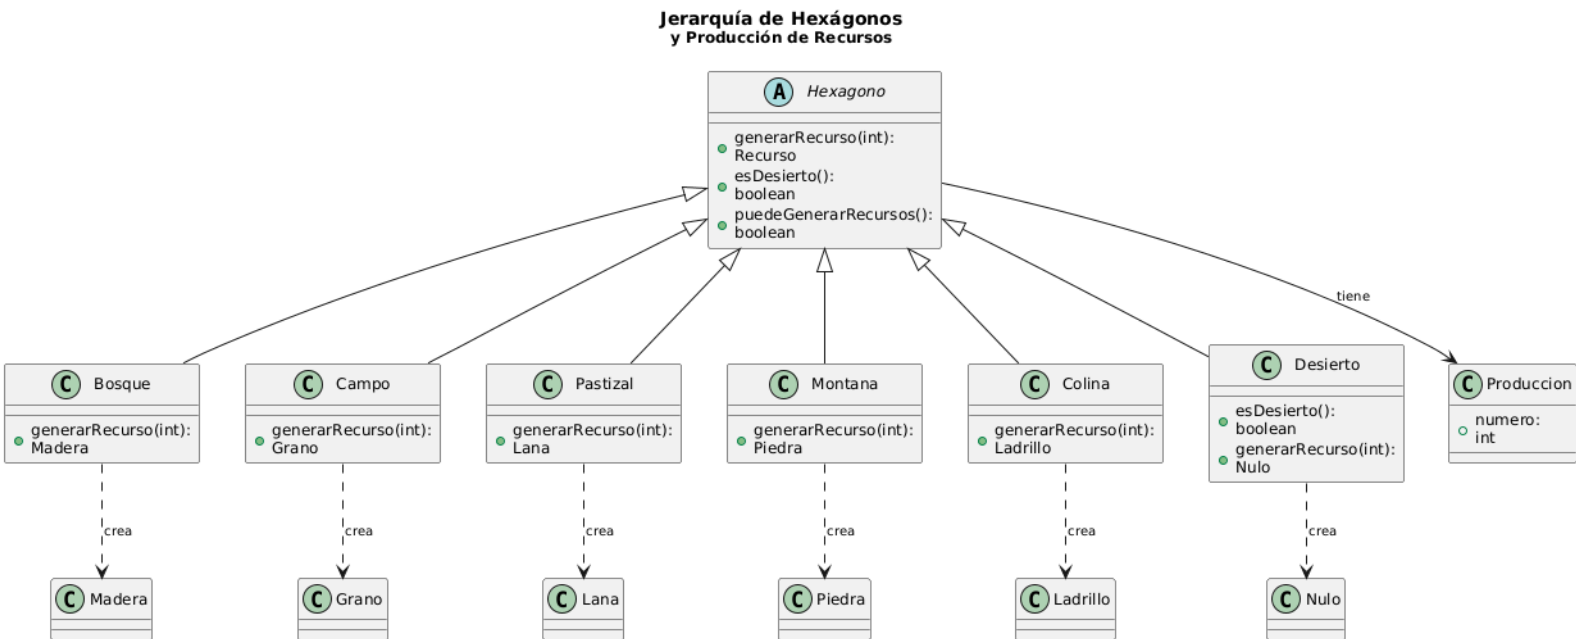 Jerarquía de Hexágonos
y Producción de Recursos
A Hexagono
generarRecurso(int):
Recurso
esDesierto():
boolean
puedeGenerarRecursos():
boolean
tiene
C Bosque
generarRecurso(int):
Madera
C Campo
generarRecurso(int):
Grano
C Pastizal
generarRecurso(int):
Lana
C Montana
generarRecurso(int):
Piedra
C Colina
generarRecurso(int):
Ladrillo
C Desierto
esDesierto():
boolean
generarRecurso(int):
Nulo
C Produccion
numero:
int
crea
crea
crea
crea
crea
crea
C Madera
C Grano
C Lana
C Piedra
C Ladrillo
C Nulo